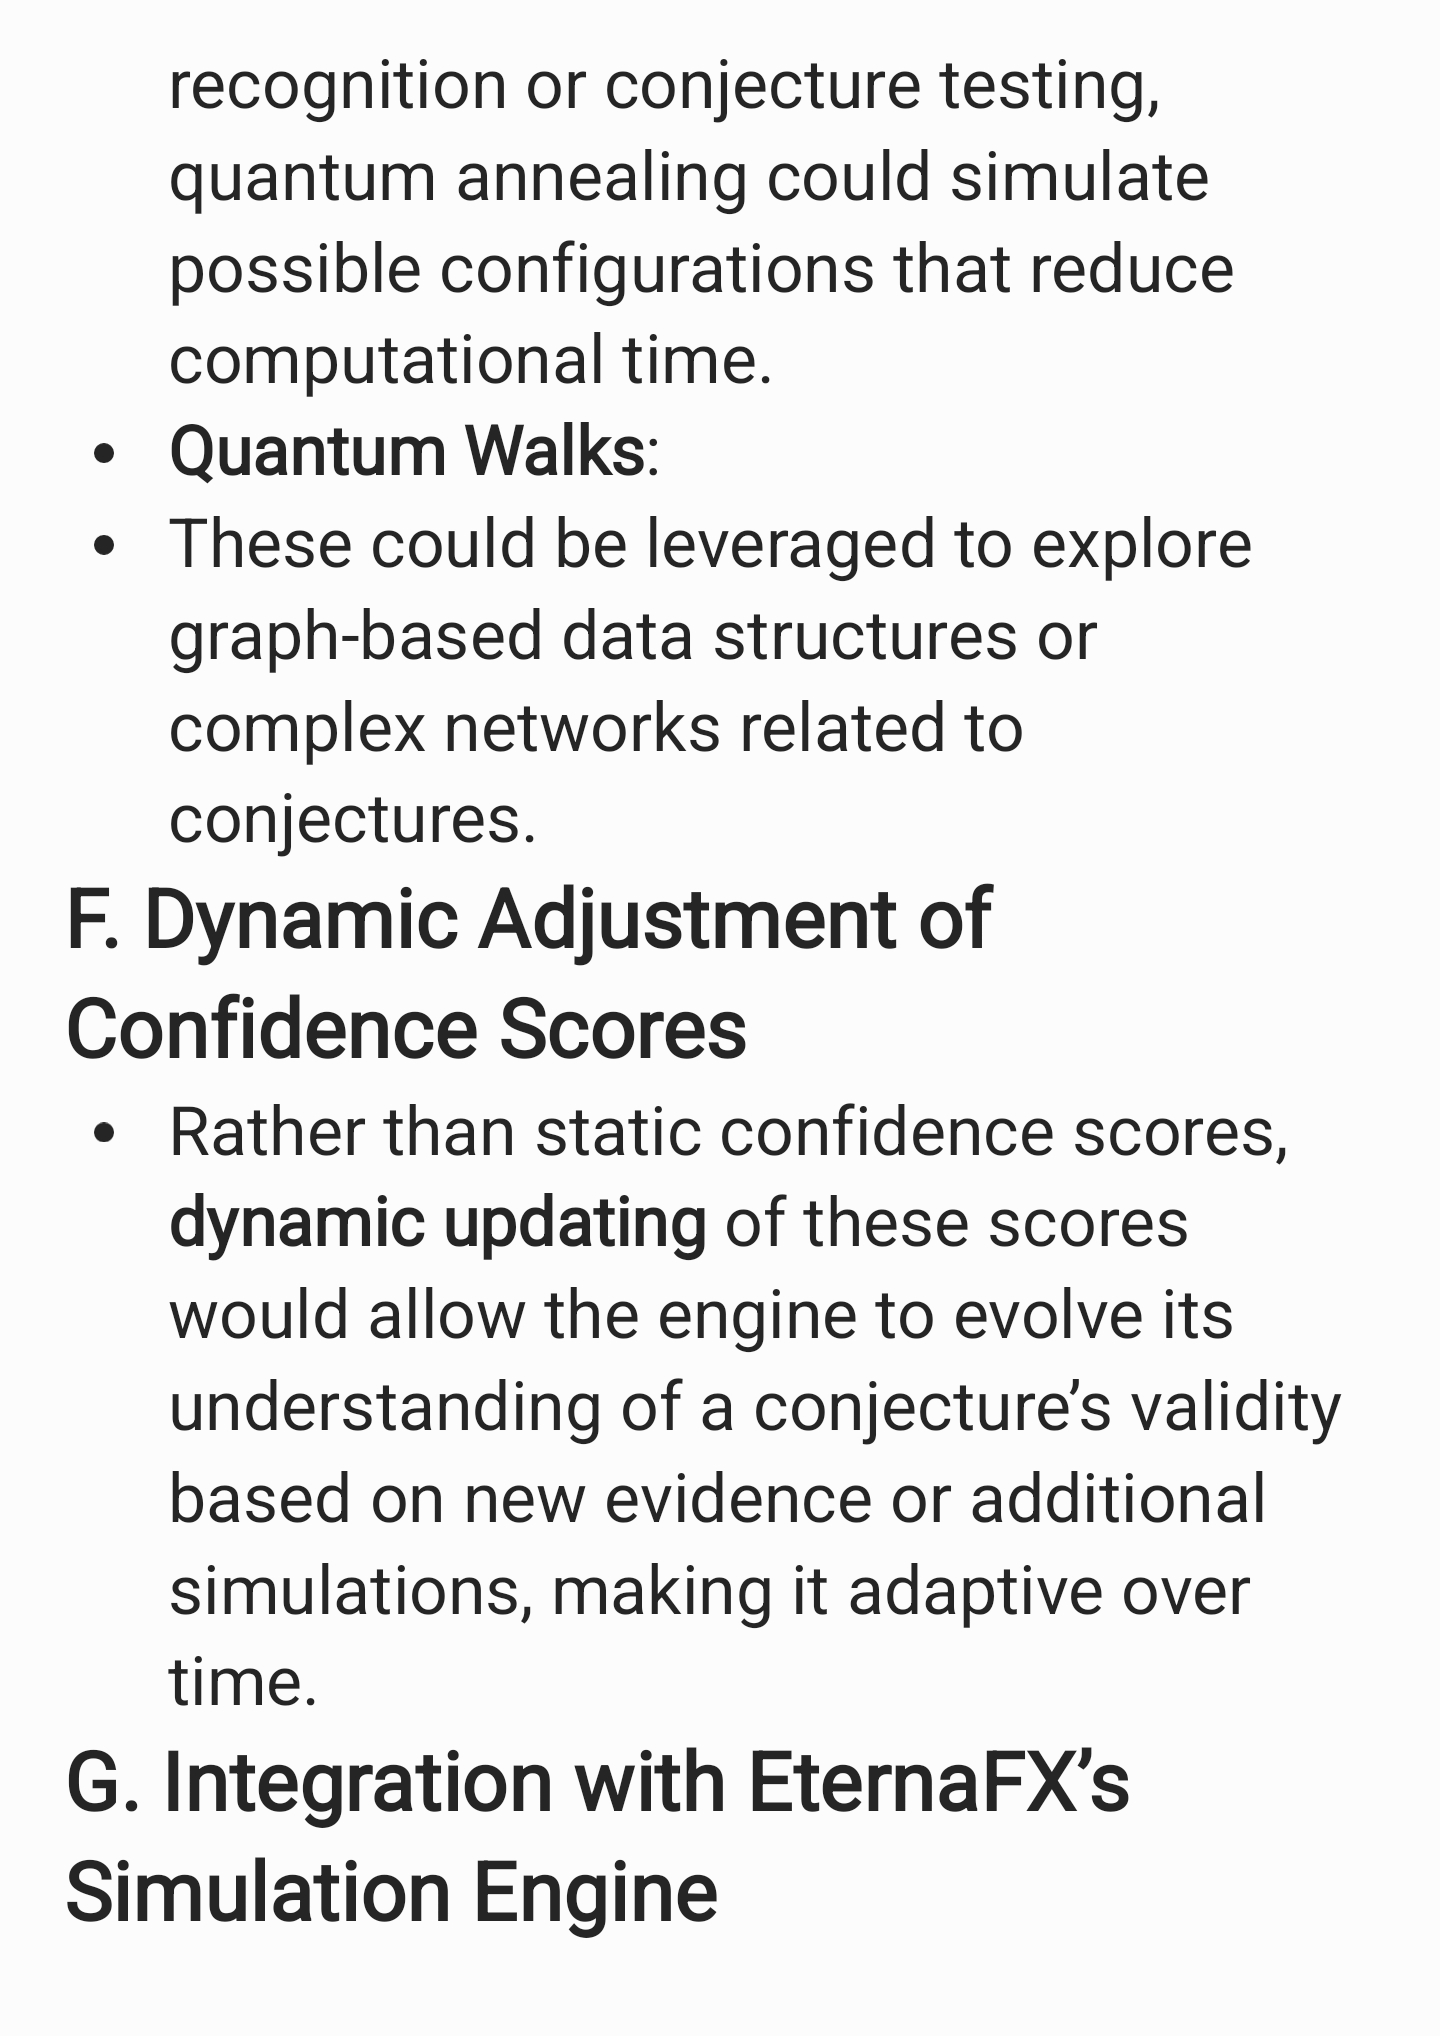 recognition or conjecture testing,
quantum annealing could simulate
possible configurations that reduce
computational time.
• Quantum Walks:
• These could be leveraged to explore
graph-based data structures or
complex networks related to
conjectures.
F. Dynamic Adjustment of
Confidence Scores
• Rather than static confidence scores,
dynamic updating of these scores
would allow the engine to evolve its
understanding of a conjecture’s validity
based on new evidence or additional
simulations, making it adaptive over
time.
G. Integration with EternaFX’s
Simulation Engine